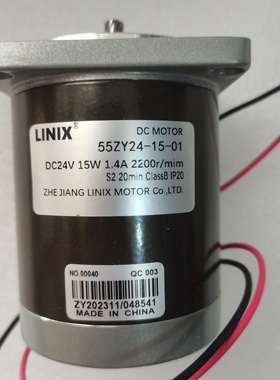 DC MOTOR
LINIX®
55ZY24-15-01
DC24V 15W 1.4A 2200r/mim
S2 20min ClassB IP20
ZHE JIANG LINIX MOTOR Co.,LTD.
NO.00040 QC 003
ZY202311/048541
MADE IN CHINA